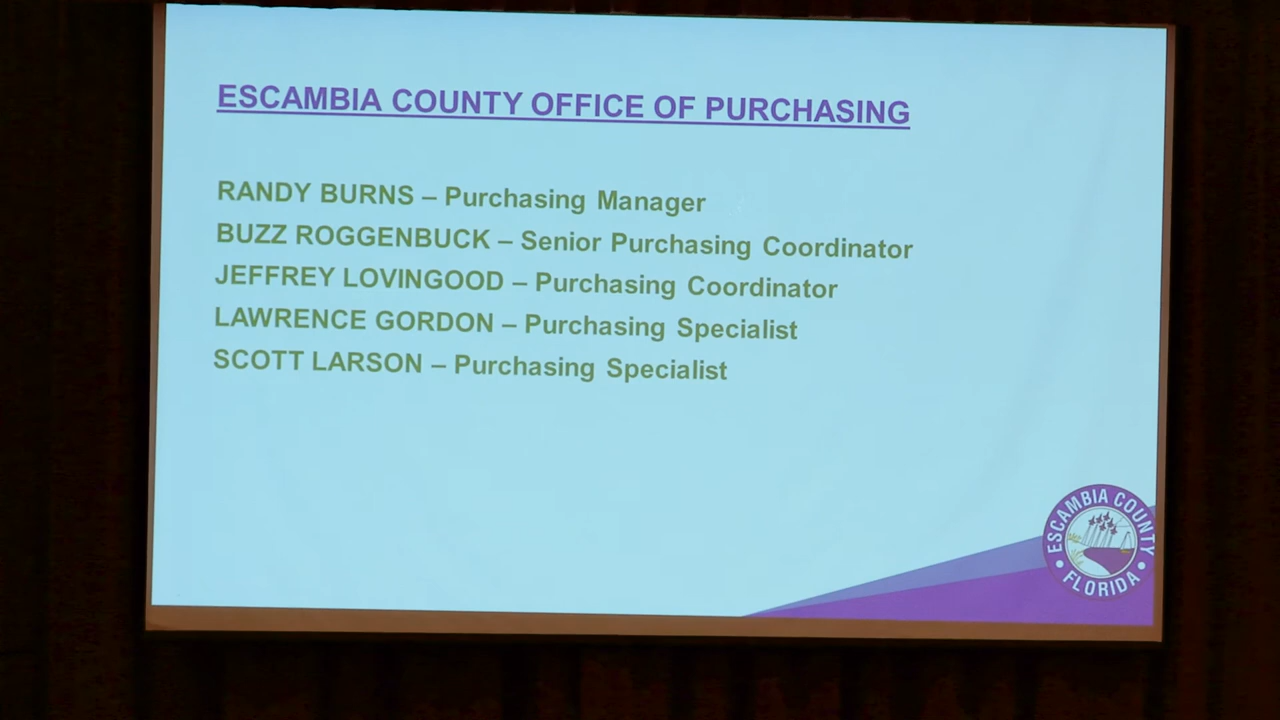 ESCAMBIA COUNTY OFFICE OF PURCHASING
RANDY BURNS – Purchasing Manager
BUZZ ROGGENBUCK – Senior Purchasing Coordinator
JEFFREY LOVINGOOD – Purchasing Coordinator
LAWRENCE GORDON – Purchasing Specialist
SCOTT LARSON – Purchasing Specialist
ESCAMBIA COUNTY
• FLORIDA •